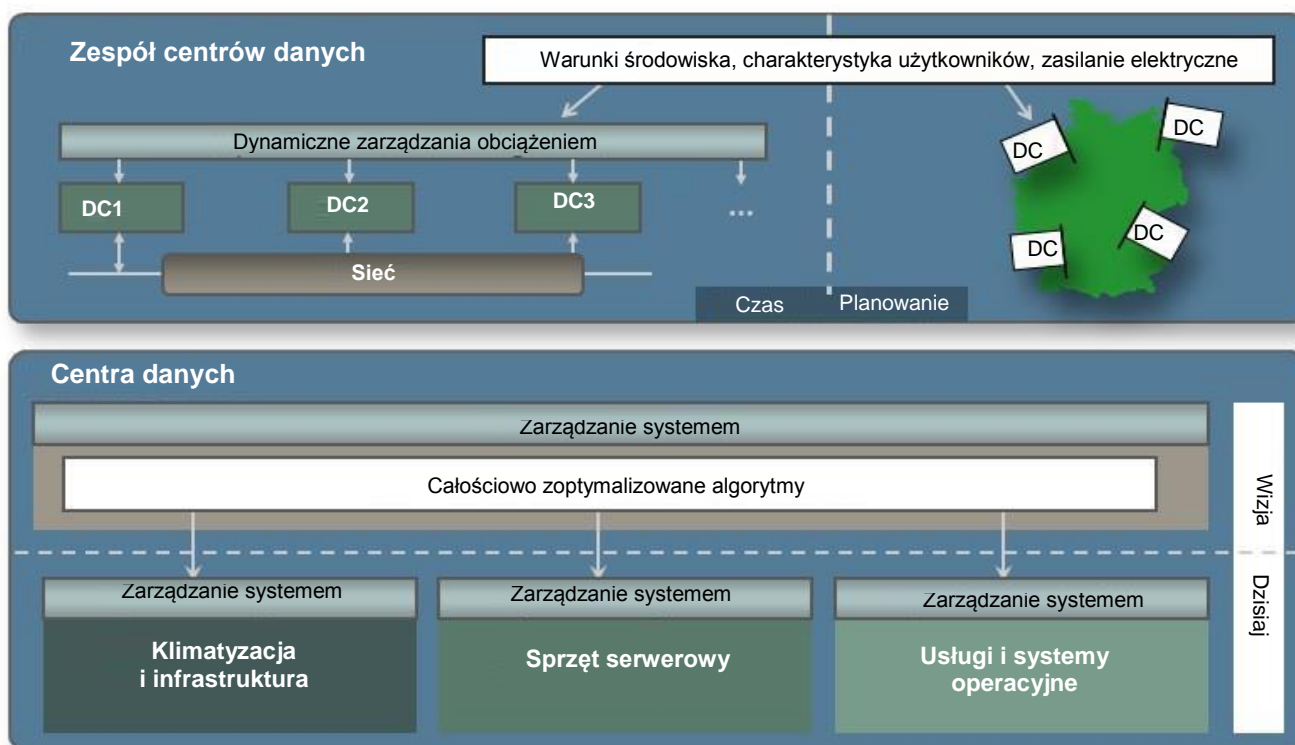 Zespół centrów danych
Warunki środowiska, charakterystyka użytkowników, zasilanie elektryczne
Dynamiczne zarządzania obciążeniem
DC1
DC2
DC3
...
Sieć
Czas
Planowanie
DC
DC
DC
DC
Centra danych
Zarządzanie systemem
Całościowo zoptymalizowane algorytmy
Wizja
Dzisiaj
Zarządzanie systemem
Zarządzanie systemem
Zarządzanie systemem
Klimatyzacja
i infrastruktura
Sprzęt serwerowy
Usługi i systemy
operacyjne